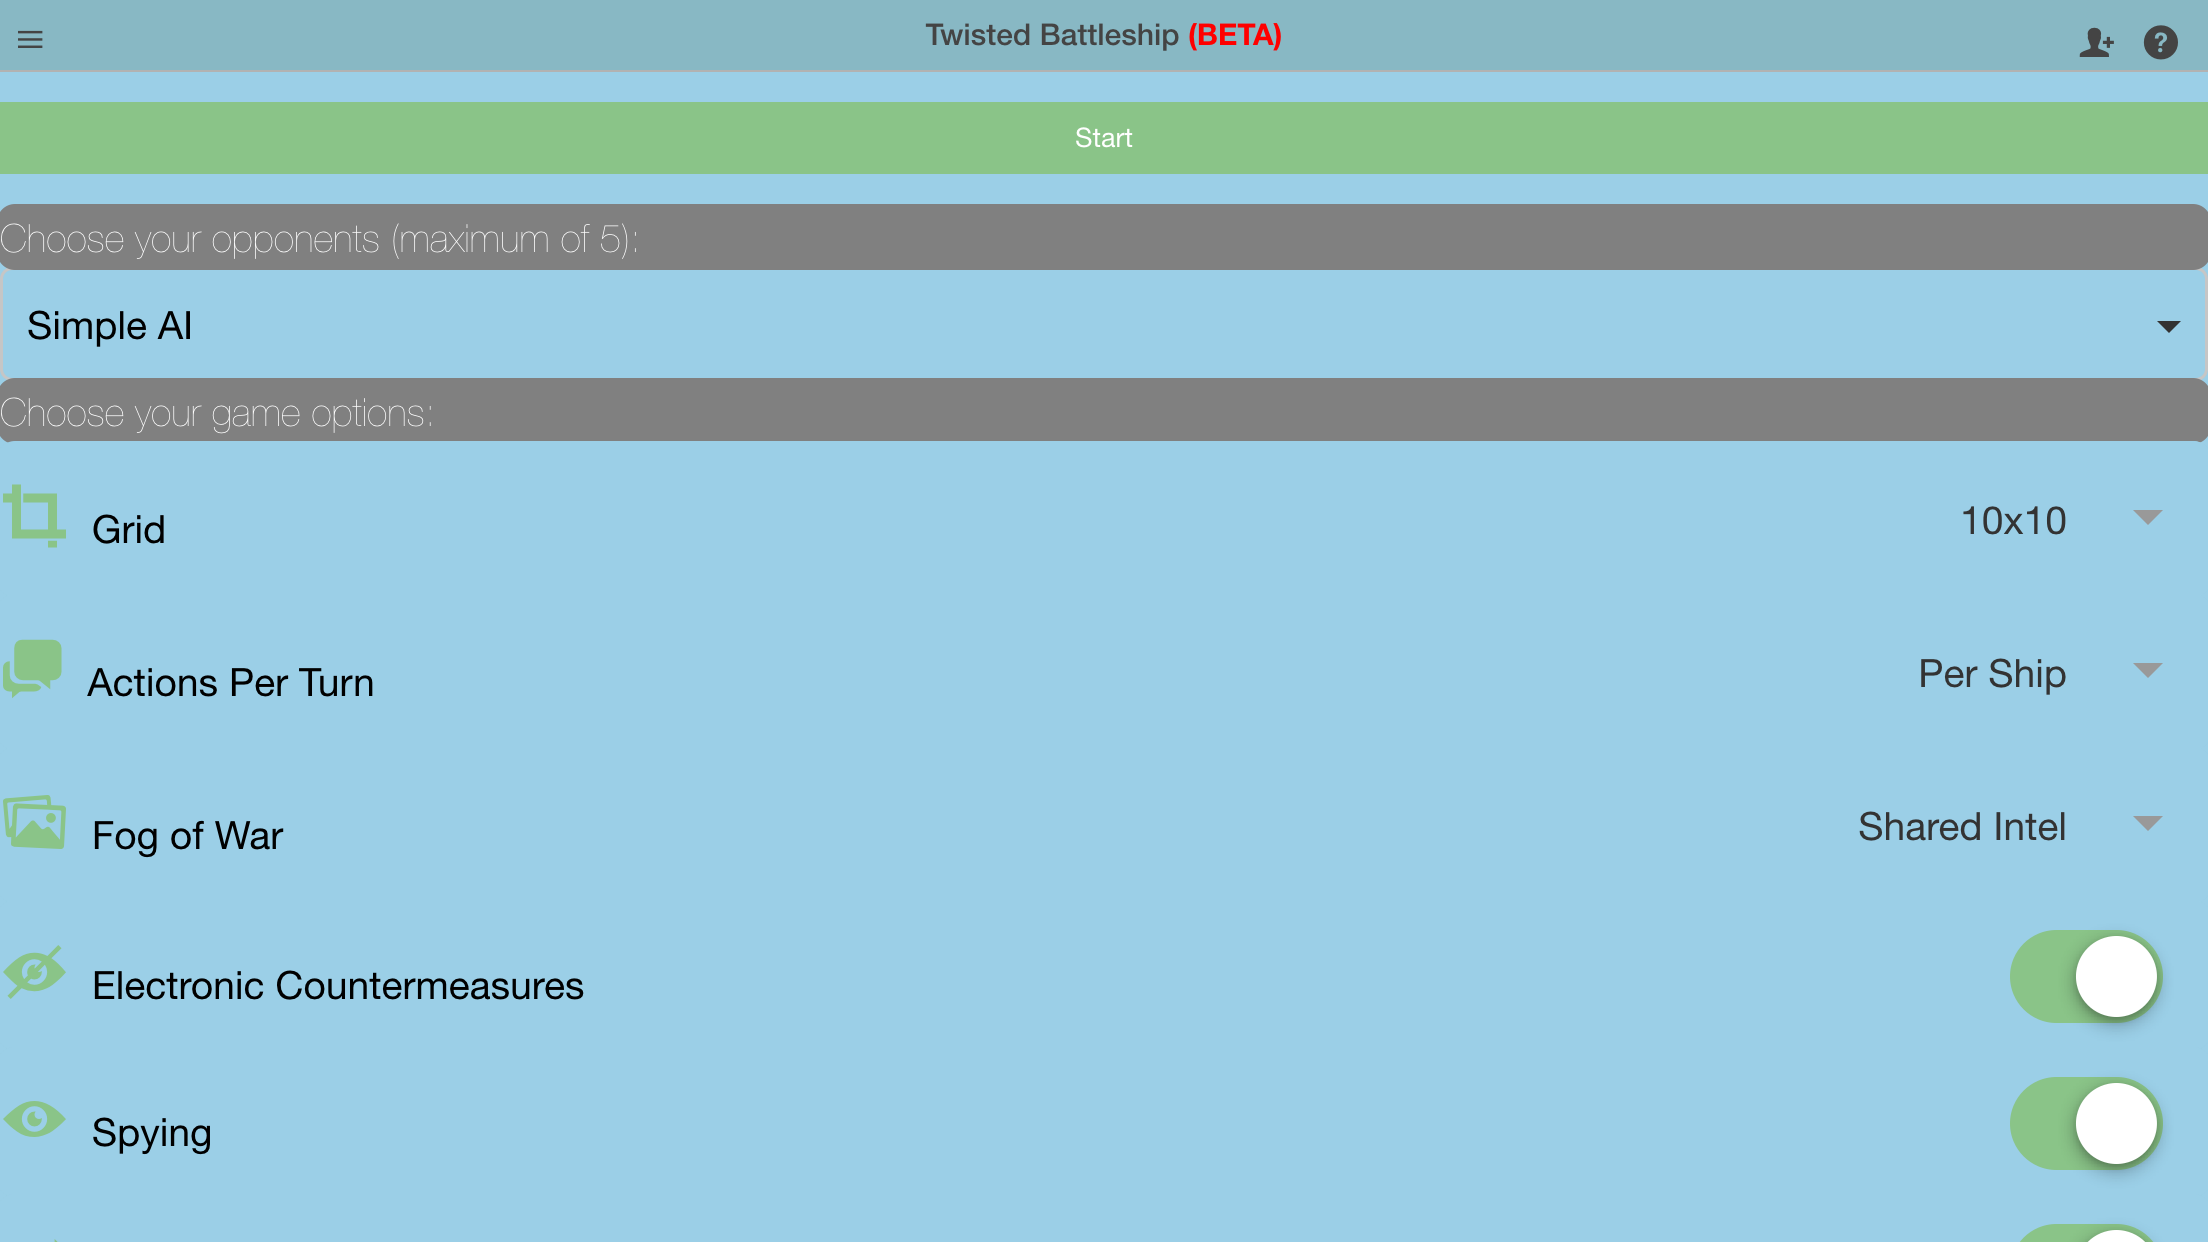 Twisted Battleship (BETA)
Start
Choose your opponents (maximum of 5):
Simple AI
Choose your game options:
Grid
10x10
Actions Per Turn
Per Ship
Fog of War
Shared Intel
Electronic Countermeasures
Spying